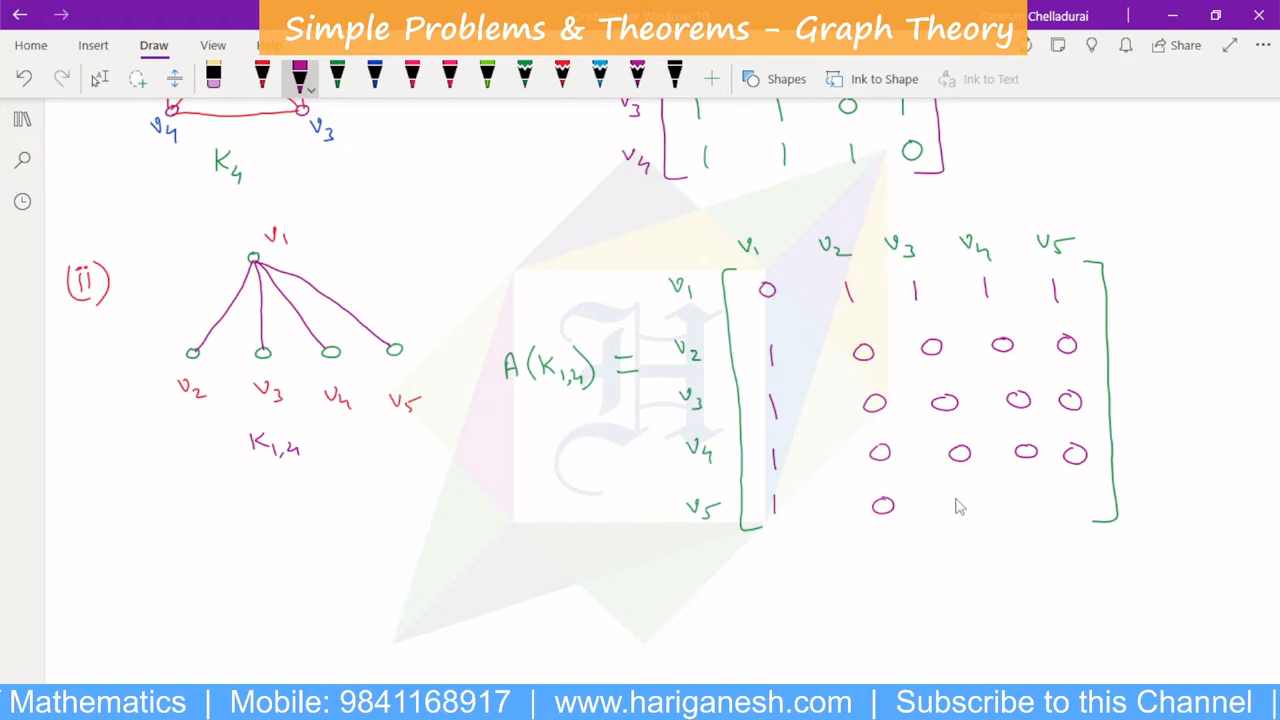 Simple Problems & Theorems - Graph Theory
Chelladurai
Home Insert Draw View
Share
Shapes Ink to Shape Ink to Text
v3 1 1 0 1
v4 v3
K4
v4 1 1 1 0
(ii)
v1
v2 v3 v4 v5
K1,4
v1 v2 v3 v4 v5
v1 0 1 1 1 1
A(K1,4) = v2 1 0 0 0 0
v3 1 0 0 0 0
v4 1 0 0 0 0
v5 1 0
Mathematics | Mobile: 9841168917 | www.hariganesh.com | Subscribe to this Channel |